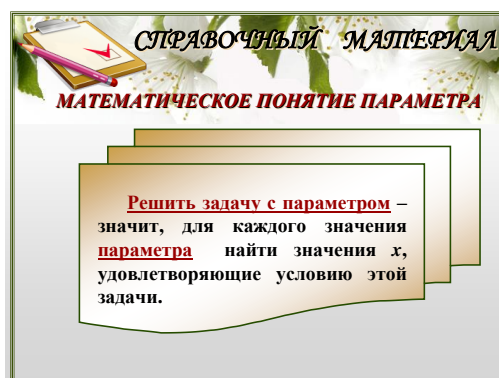 СПРАВОЧНЫЙ МАТЕРИАЛ
МАТЕМАТИЧЕСКОЕ ПОНЯТИЕ ПАРАМЕТРА
Решить задачу с параметром –
значит, для каждого значения
параметра найти значения x,
удовлетворяющие условию этой
задачи.